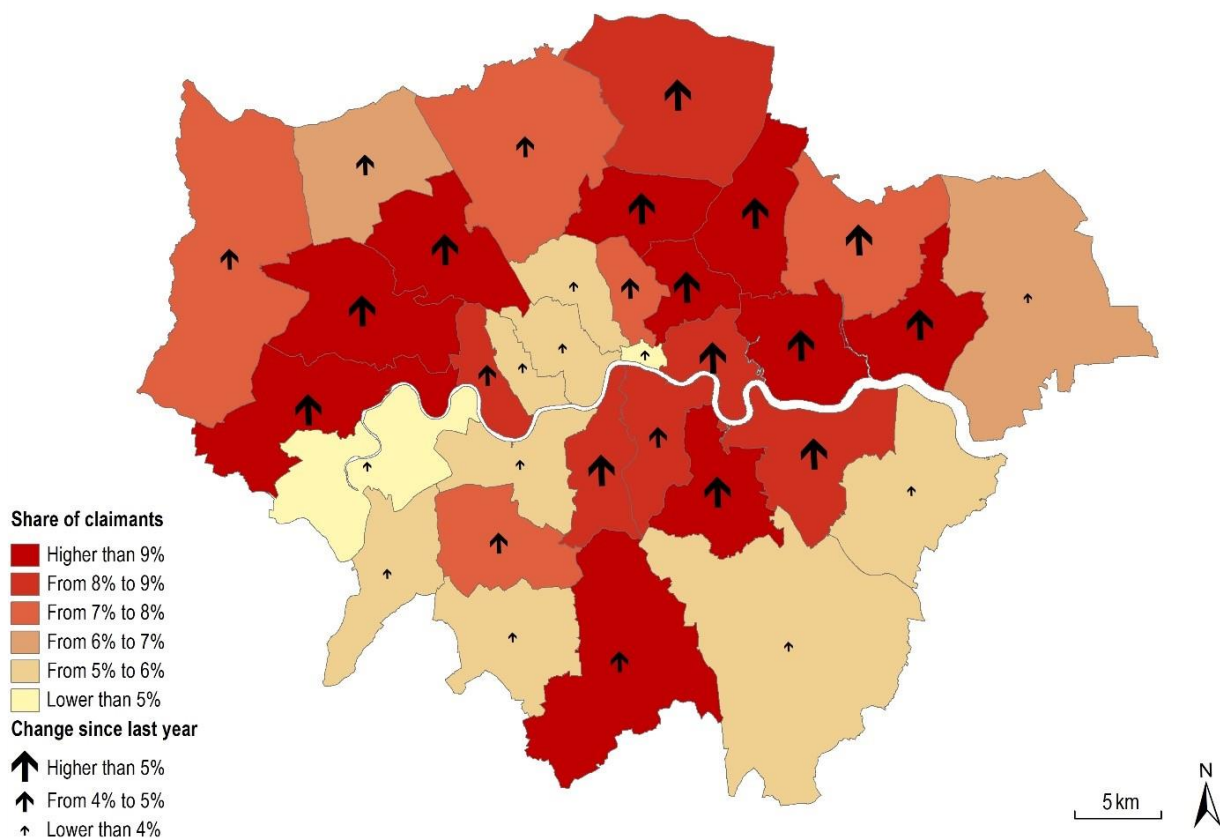 Share of claimants
Higher than 9%
From 8% to 9%
From 7% to 8%
From 6% to 7%
From 5% to 6%
Lower than 5%
Change since last year
Higher than 5%
From 4% to 5%
Lower than 4%
5 km
N